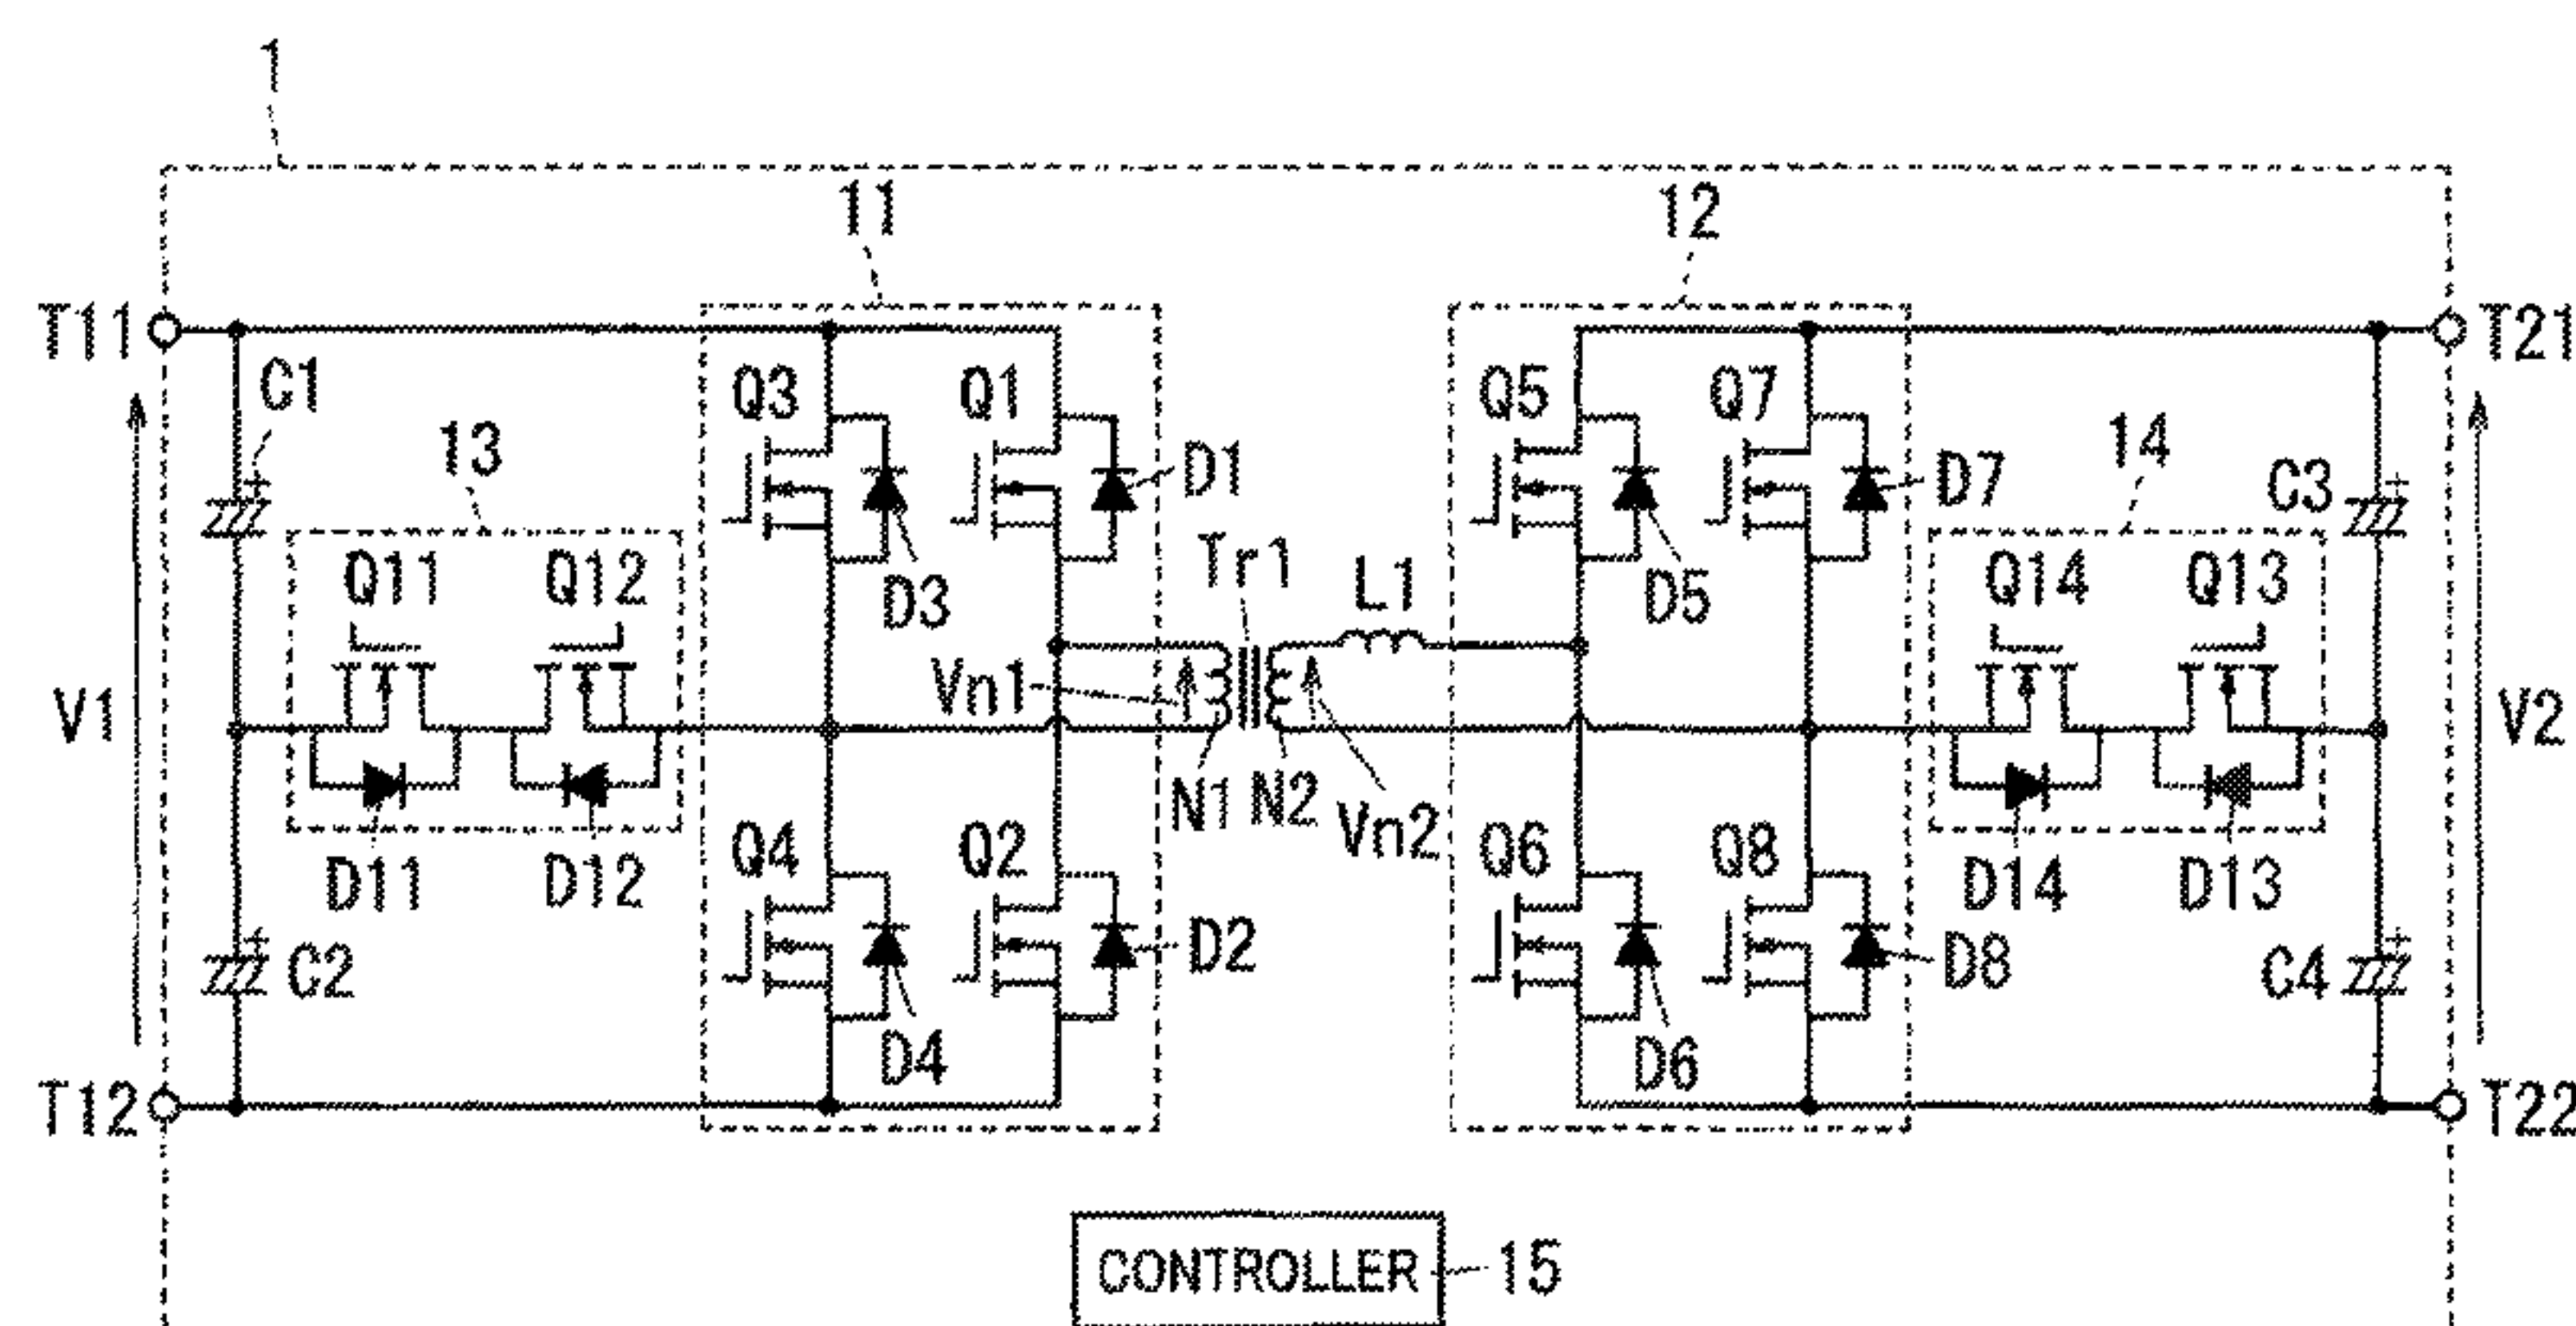 1
11
12
T11
T21
C1
Q3
Q1
Q5
Q7
13
D1
D7
14
C3
Q11
Q12
D3
Tr1
L1
D5
Q14
Q13
V1
Vn1
V2
N1
N2
Vn2
D11
D12
Q4
Q2
Q6
Q8
D14
D13
C2
D2
D8
C4
D4
D6
T12
T22
CONTROLLER
15